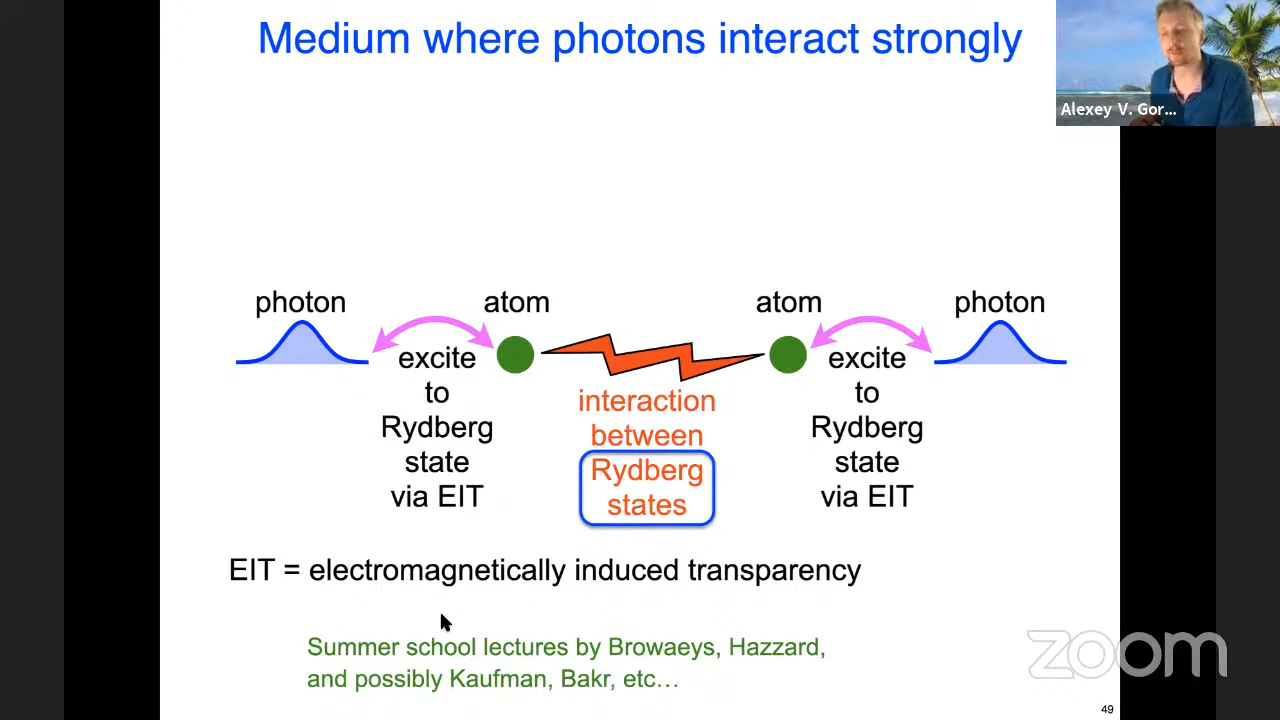 Medium where photons interact strongly
Alexey V. Gor...
photon
atom
atom
photon
excite
to
Rydberg
state
via EIT
interaction
between
Rydberg
states
excite
to
Rydberg
state
via EIT
EIT = electromagnetically induced transparency
Summer school lectures by Browaeys, Hazzard,
and possibly Kaufman, Bakr, etc…
zoom
49